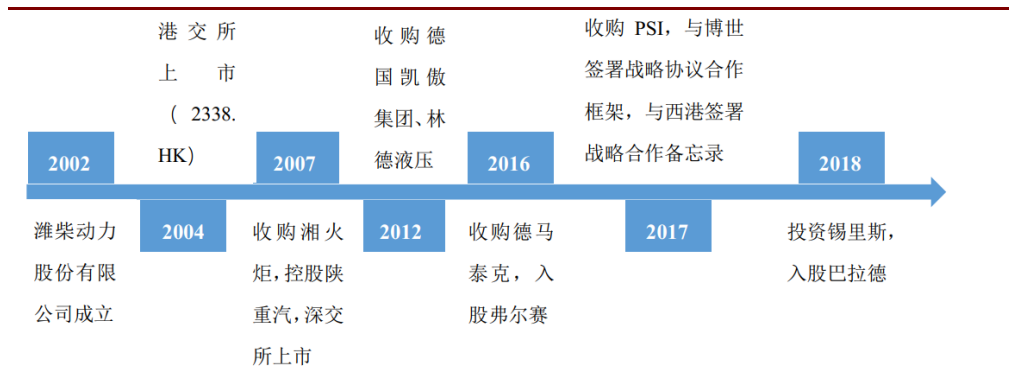 港交所
上市
（2338.
HK）
收购德
国凯傲
集团、林
德液压
收购 PSI，与博世
签署战略协议合作
框架，与西港签署
战略合作备忘录
2002
2007
2016
2018
2004
2012
2017
潍柴动力
股份有限
公司成立
收购湘火
炬，控股陕
重汽，深交
所上市
收购德马
泰克，入
股弗尔赛
投资锡里斯，
入股巴拉德